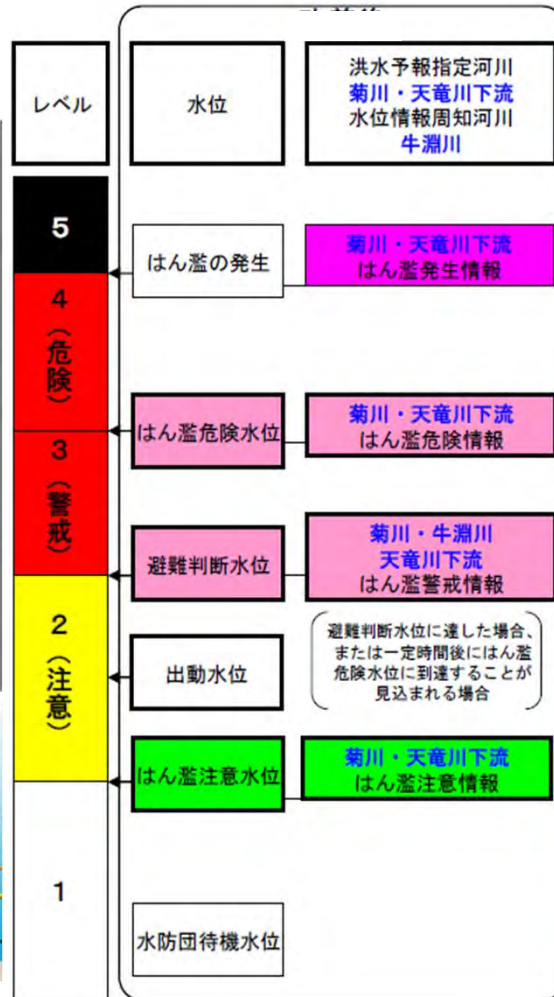 レベル
水位
洪水予報指定河川
菊川・天竜川下流
水位情報周知河川
牛淵川
5
はん濫の発生
菊川・天竜川下流
はん濫発生情報
4
（危険）
はん濫危険水位
菊川・天竜川下流
はん濫危険情報
3
（警戒）
避難判断水位
菊川・牛淵川
天竜川下流
はん濫警戒情報
2
（注意）
出動水位
避難判断水位に達した場合、
または一定時間後にはん濫
危険水位に到達することが
見込まれる場合
はん濫注意水位
菊川・天竜川下流
はん濫注意情報
1
水防団待機水位